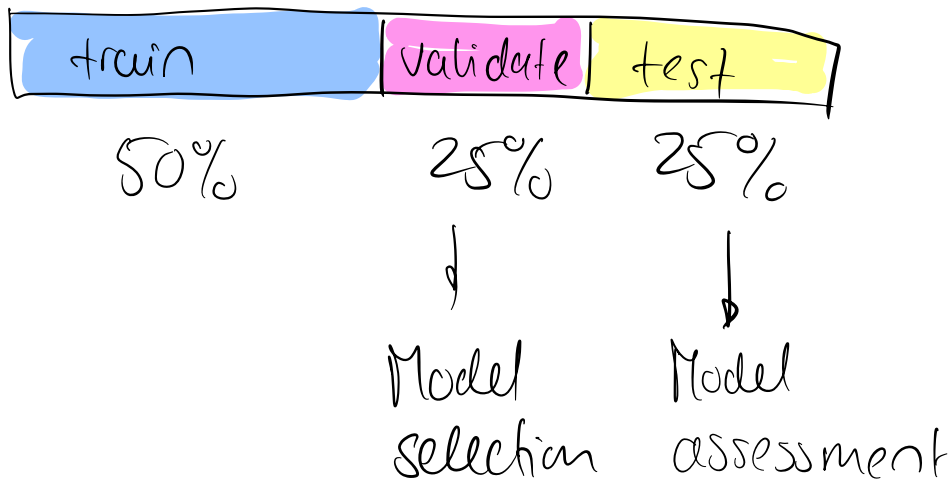 train validate test
50% 25% 25%
Model Model
selection assessment